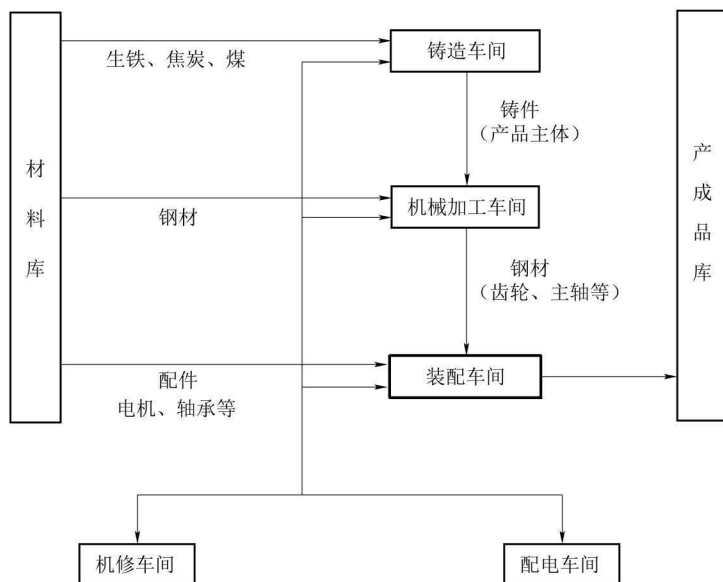 铸造车间
生铁、焦炭、煤
铸件
（产品主体）
材料库
产成品库
机械加工车间
钢材
钢材
（齿轮、主轴等）
装配车间
配件
电机、轴承等
机修车间
配电车间